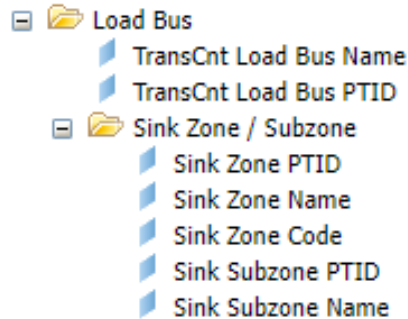 Load Bus
TransCnt Load Bus Name
TransCnt Load Bus PTID
Sink Zone / Subzone
Sink Zone PTID
Sink Zone Name
Sink Zone Code
Sink Subzone PTID
Sink Subzone Name